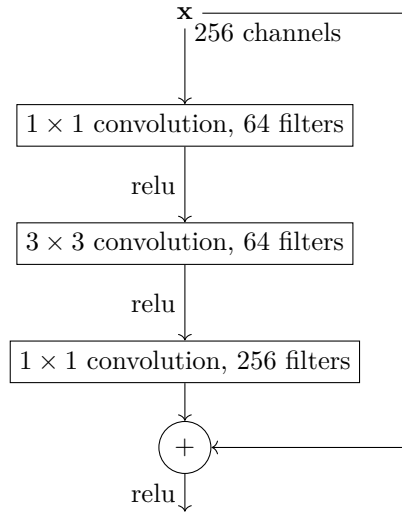 x
256 channels
1 × 1 convolution, 64 filters
relu
3 × 3 convolution, 64 filters
relu
1 × 1 convolution, 256 filters
+
relu